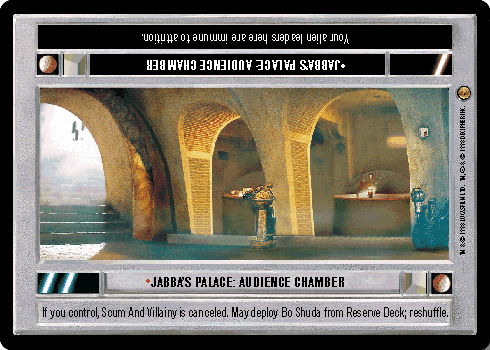 Your alien leaders here are immune to attrition.
•JABBA'S PALACE: AUDIENCE CHAMBER
•JABBA'S PALACE: AUDIENCE CHAMBER
If you control, Scum And Villainy is canceled. May deploy Bo Shuda from Reserve Deck; reshuffle.